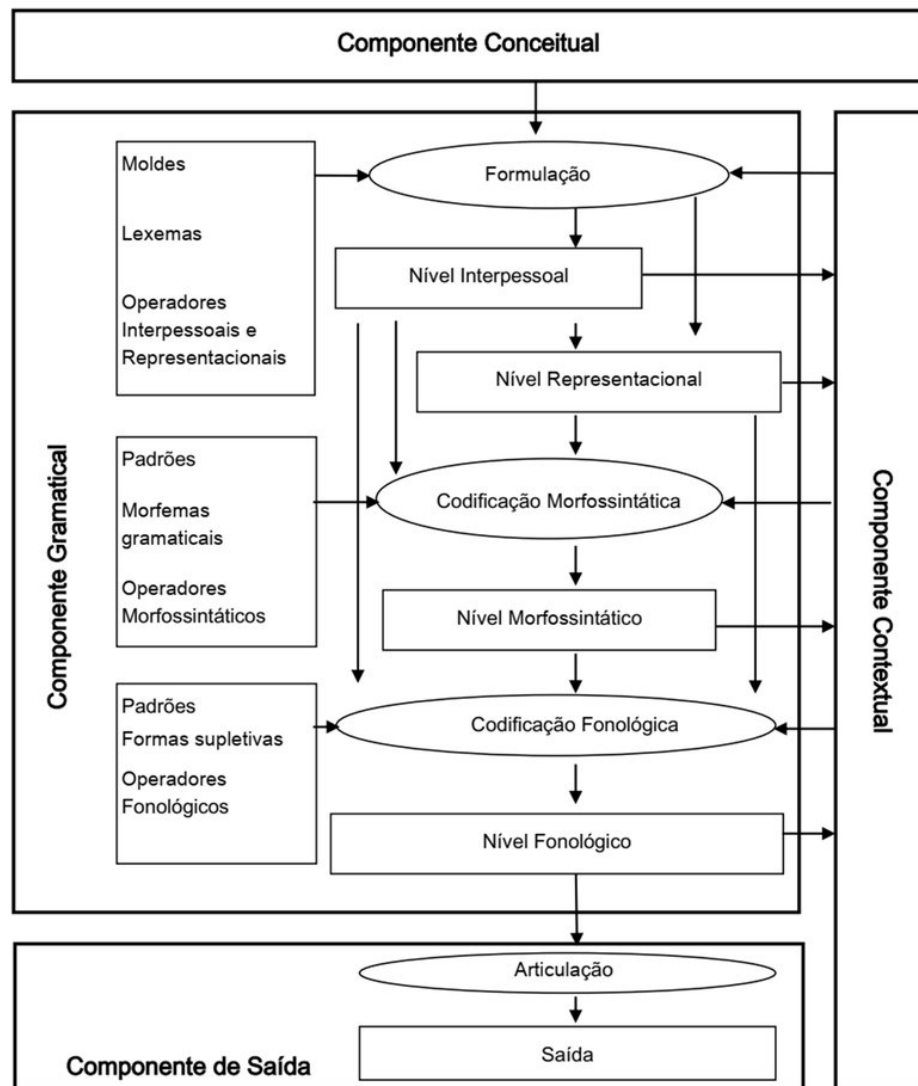 Componente Conceitual
Moldes
Lexemas
Operadores
Interpessoais e
Representacionais
Formulação
Nível Interpessoal
Nível Representacional
Componente Gramatical
Padrões
Morfemas
gramaticais
Operadores
Morfossintáticos
Codificação Morfossintática
Nível Morfossintático
Componente Contextual
Padrões
Formas supletivas
Operadores
Fonológicos
Codificação Fonológica
Nível Fonológico
Articulação
Saída
Componente de Saída